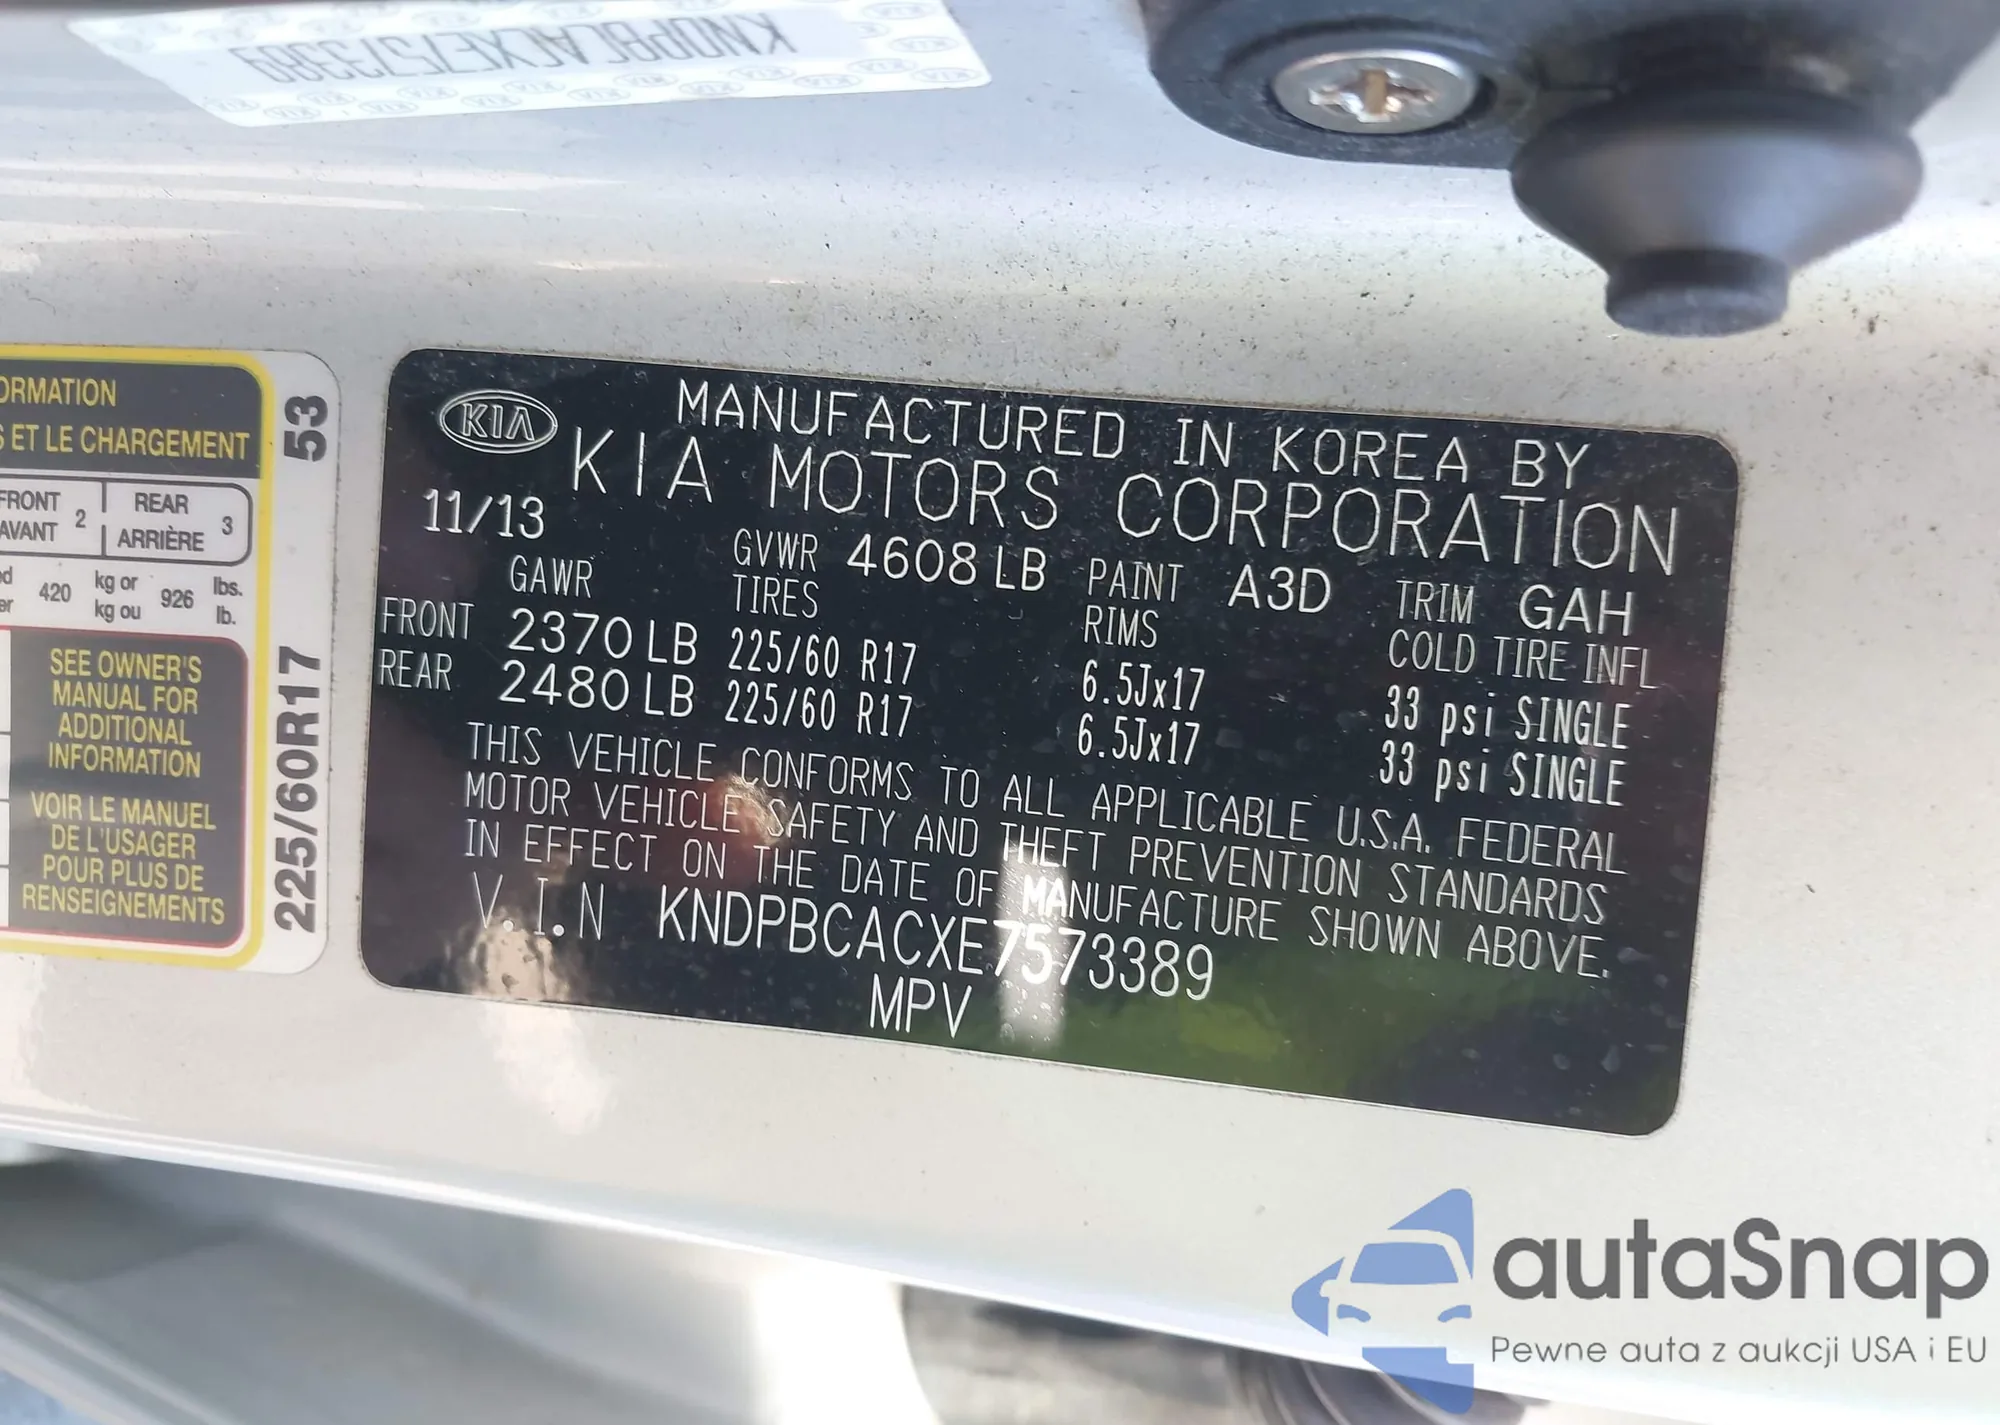 KNDPBCACXE7573389
ORMATION
S ET LE CHARGEMENT
FRONT 2 REAR 3
AVANT ARRIÈRE
420 kg or 926 lbs.
kg ou lb.
SEE OWNER'S
MANUAL FOR
ADDITIONAL
INFORMATION
VOIR LE MANUEL
DE L'USAGER
POUR PLUS DE
RENSEIGNEMENTS
225/60R17 53
KIA MANUFACTURED IN KOREA BY
KIA MOTORS CORPORATION
11/13 GVWR 4608 LB PAINT A3D TRIM GAH
GAWR TIRES RIMS COLD TIRE INFL
FRONT 2370 LB 225/60 R17 6.5Jx17 33 psi SINGLE
REAR 2480 LB 225/60 R17 6.5Jx17 33 psi SINGLE
THIS VEHICLE CONFORMS TO ALL APPLICABLE U.S.A. FEDERAL
MOTOR VEHICLE SAFETY AND THEFT PREVENTION STANDARDS
IN EFFECT ON THE DATE OF MANUFACTURE SHOWN ABOVE.
V.I.N KNDPBCACXE7573389
MPV
autaSnap
Pewne auta z aukcji USA i EU